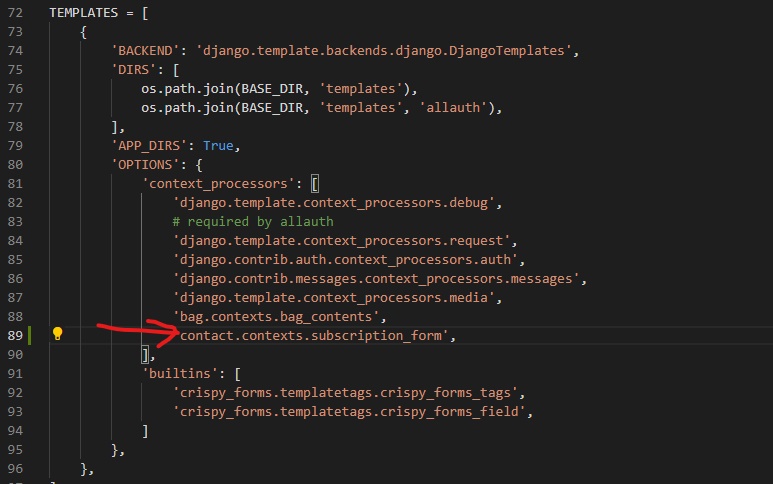 72 TEMPLATES = [
73     {
74         'BACKEND': 'django.template.backends.django.DjangoTemplates',
75         'DIRS': [
76             os.path.join(BASE_DIR, 'templates'),
77             os.path.join(BASE_DIR, 'templates', 'allauth'),
78         ],
79         'APP_DIRS': True,
80         'OPTIONS': {
81             'context_processors': [
82                 'django.template.context_processors.debug',
83                 # required by allauth
84                 'django.template.context_processors.request',
85                 'django.contrib.auth.context_processors.auth',
86                 'django.contrib.messages.context_processors.messages',
87                 'django.template.context_processors.media',
88                 'bag.contexts.bag_contents',
89                 'contact.contexts.subscription_form',
90             ],
91             'builtins': [
92                 'crispy_forms.templatetags.crispy_forms_tags',
93                 'crispy_forms.templatetags.crispy_forms_field',
94             ]
95         },
96     },